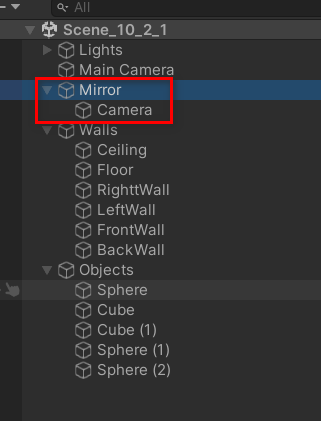 All
Scene_10_2_1
Lights
Main Camera
Mirror
Camera
Walls
Ceiling
Floor
RighttWall
LeftWall
FrontWall
BackWall
Objects
Sphere
Cube
Cube (1)
Sphere (1)
Sphere (2)